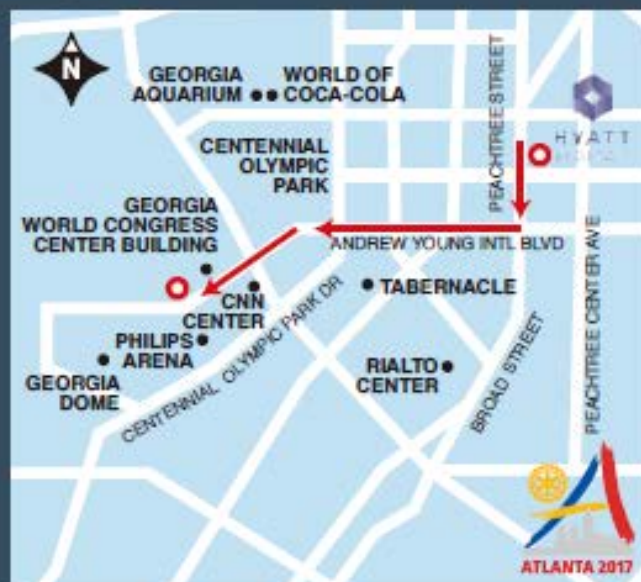 N
GEORGIA
AQUARIUM
WORLD OF
COCA-COLA
PEACHTREE STREET
HYATT
CENTENNIAL
OLYMPIC
PARK
GEORGIA
WORLD CONGRESS
CENTER BUILDING
ANDREW YOUNG INTL BLVD
CNN
CENTER
TABERNACLE
PHILIPS
ARENA
GEORGIA
DOME
CENTENNIAL OLYMPIC PARK DR
RIALTO
CENTER
BROAD STREET
PEACHTREE CENTER AVE
ATLANTA 2017